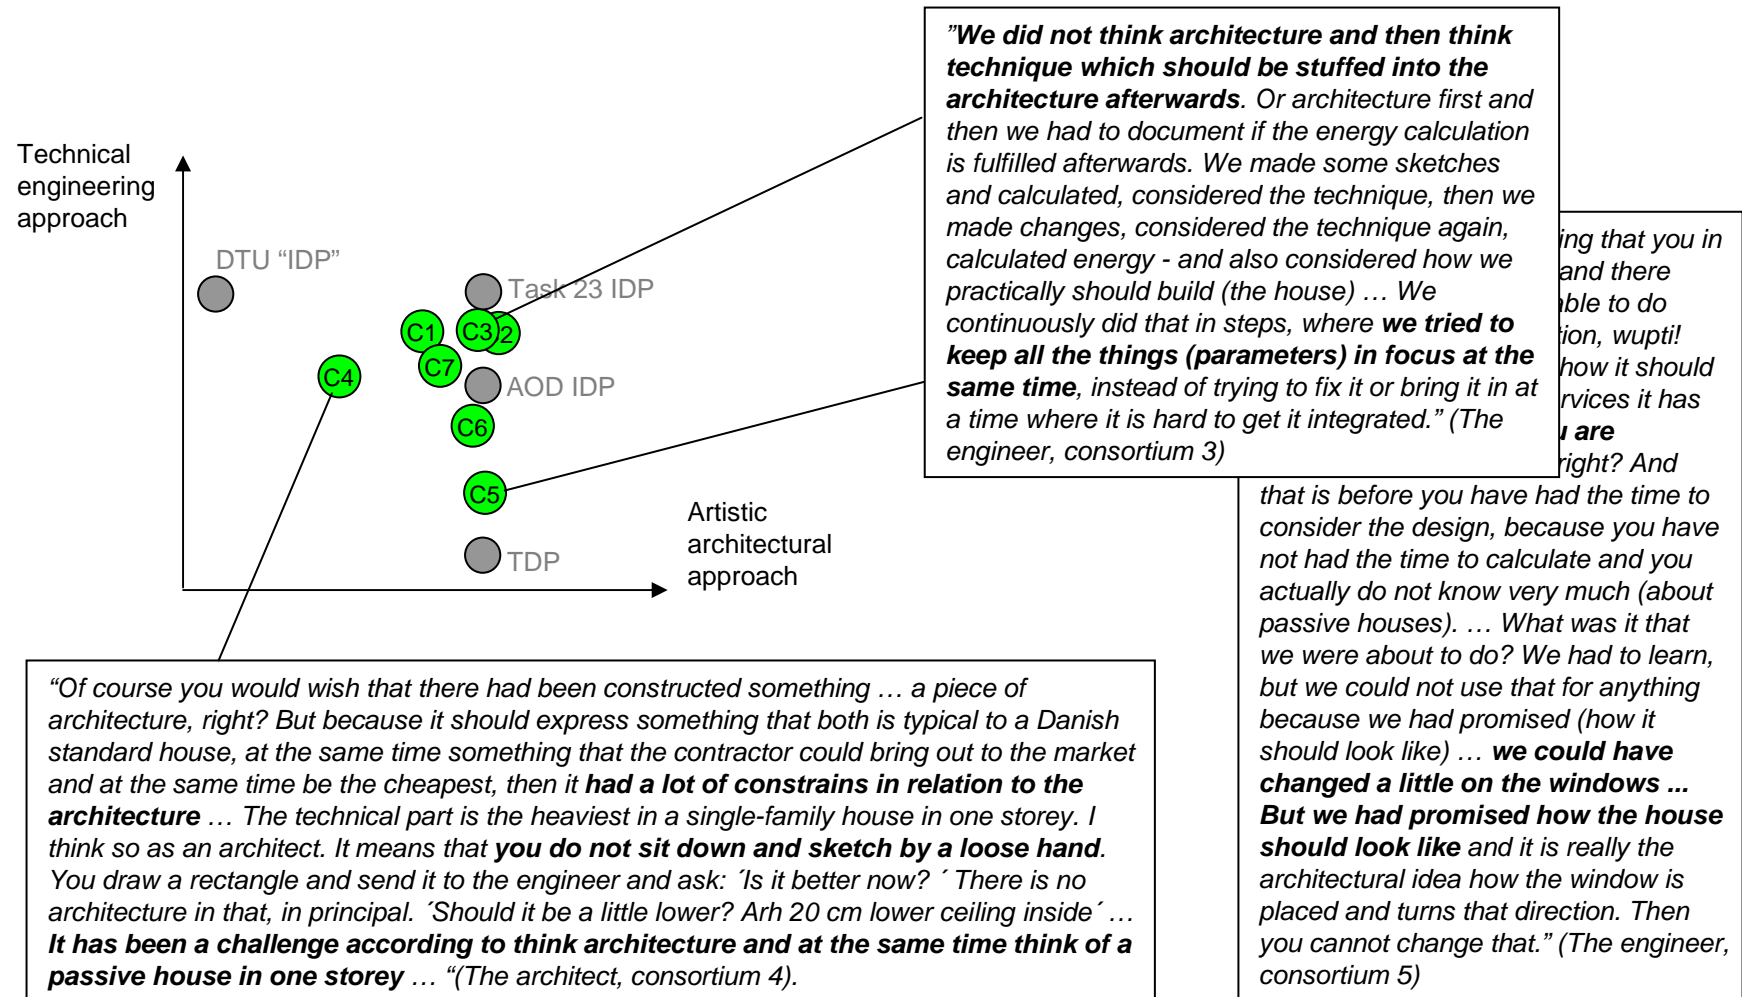 Technical
engineering
approach
DTU “IDP”
Task 23 IDP
C1
C3
2
C7
C4
AOD IDP
C6
C5
TDP
Artistic
architectural
approach
”We did not think architecture and then think
technique which should be stuffed into the
architecture afterwards. Or architecture first and
then we had to document if the energy calculation
is fulfilled afterwards. We made some sketches
and calculated, considered the technique, then we
made changes, considered the technique again,
calculated energy - and also considered how we
practically should build (the house) … We
continuously did that in steps, where we tried to
keep all the things (parameters) in focus at the
same time, instead of trying to fix it or bring it in at
a time where it is hard to get it integrated.” (The
engineer, consortium 3)
ing that you in
and there
able to do
tion, wupti!
how it should
rvices it has
u are
right? And
that is before you have had the time to
consider the design, because you have
not had the time to calculate and you
actually do not know very much (about
passive houses). … What was it that
we were about to do? We had to learn,
but we could not use that for anything
because we had promised (how it
should look like) … we could have
changed a little on the windows ...
But we had promised how the house
should look like and it is really the
architectural idea how the window is
placed and turns that direction. Then
you cannot change that.” (The engineer,
consortium 5)
“Of course you would wish that there had been constructed something … a piece of
architecture, right? But because it should express something that both is typical to a Danish
standard house, at the same time something that the contractor could bring out to the market
and at the same time be the cheapest, then it had a lot of constrains in relation to the
architecture … The technical part is the heaviest in a single-family house in one storey. I
think so as an architect. It means that you do not sit down and sketch by a loose hand.
You draw a rectangle and send it to the engineer and ask: ´Is it better now? ´ There is no
architecture in that, in principal. ´Should it be a little lower? Arh 20 cm lower ceiling inside´ …
It has been a challenge according to think architecture and at the same time think of a
passive house in one storey … “(The architect, consortium 4).